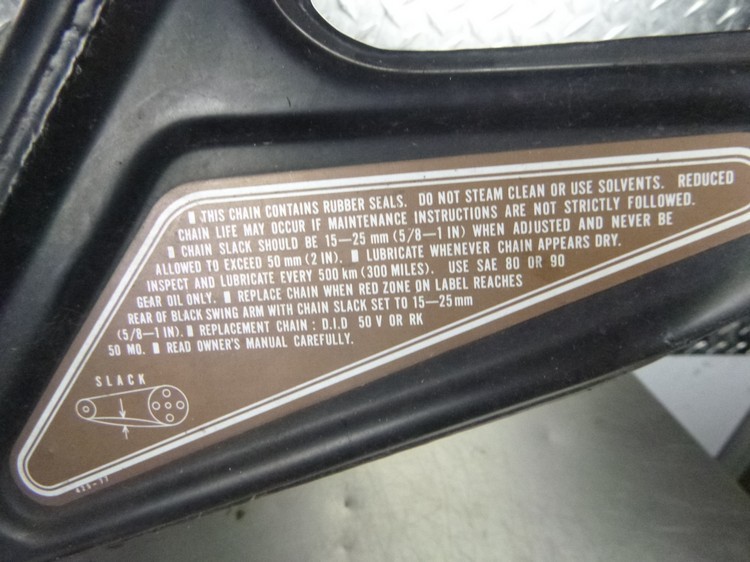 ▮ THIS CHAIN CONTAINS RUBBER SEALS. DO NOT STEAM CLEAN OR USE SOLVENTS. REDUCED
CHAIN LIFE MAY OCCUR IF MAINTENANCE INSTRUCTIONS ARE NOT STRICTLY FOLLOWED.
▮ CHAIN SLACK SHOULD BE 15—25 mm (5/8—1 IN) WHEN ADJUSTED AND NEVER BE
ALLOWED TO EXCEED 50 mm (2 IN). ▮ LUBRICATE WHENEVER CHAIN APPEARS DRY.
INSPECT AND LUBRICATE EVERY 500 km (300 MILES). USE SAE 80 OR 90
GEAR OIL ONLY. ▮ REPLACE CHAIN WHEN RED ZONE ON LABEL REACHES
REAR OF BLACK SWING ARM WITH CHAIN SLACK SET TO 15—25 mm
(5/8—1 IN). ▮ REPLACEMENT CHAIN : D.I.D 50 V OR RK
50 MO. ▮ READ OWNER'S MANUAL CAREFULLY.
SLACK